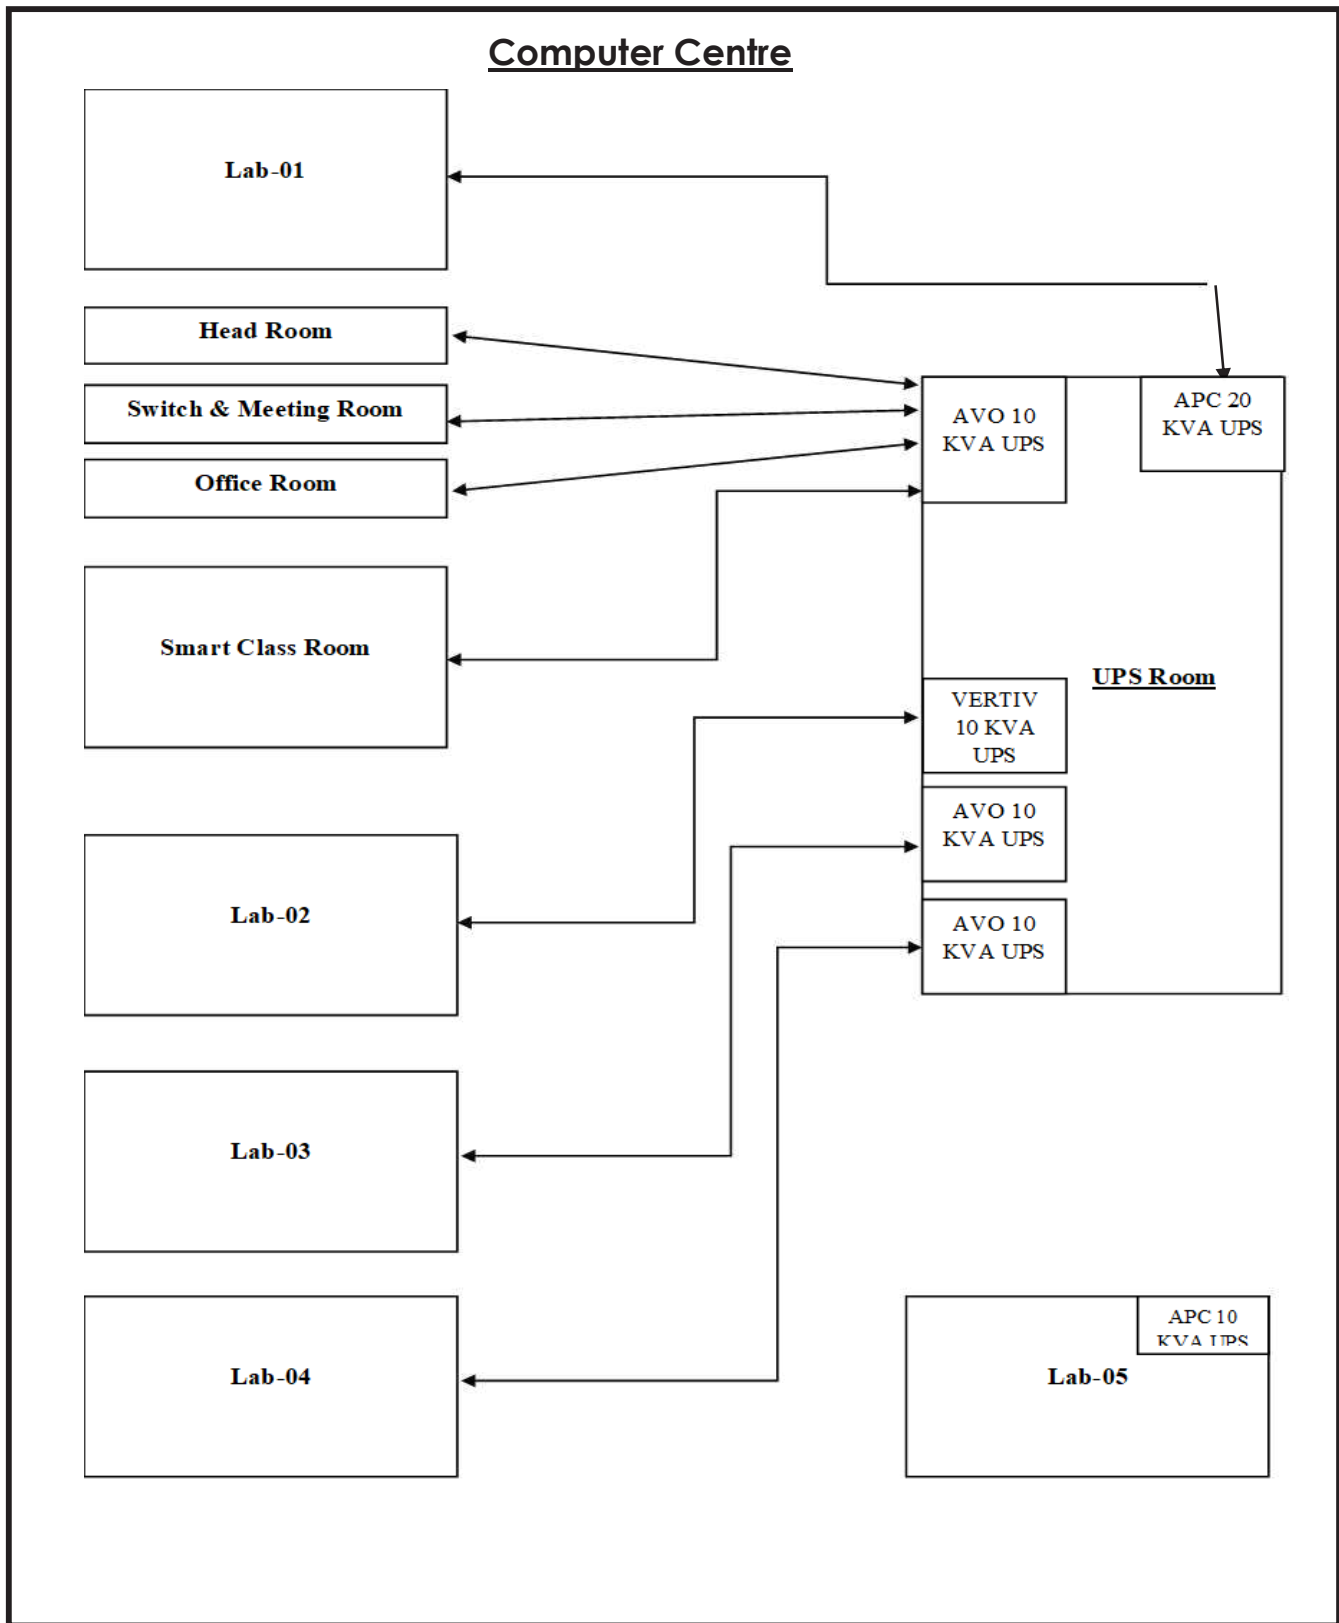 Computer Centre
Lab-01
Head Room
Switch & Meeting Room
Office Room
Smart Class Room
Lab-02
Lab-03
Lab-04
AVO 10
KVA UPS
APC 20
KVA UPS
UPS Room
VERTIV
10 KVA
UPS
AVO 10
KVA UPS
AVO 10
KVA UPS
APC 10
KVA UPS
Lab-05